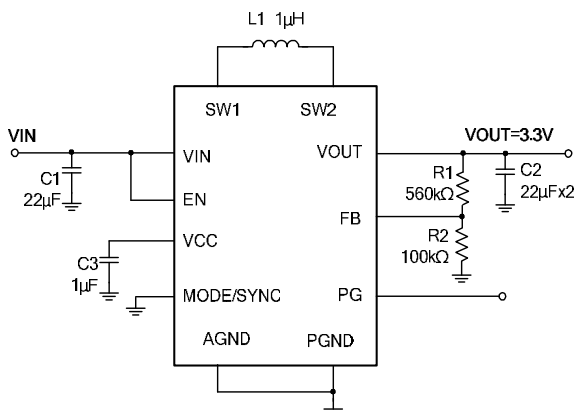 L1 1µH
SW1 SW2
VIN
VOUT=3.3V
VIN
VOUT
C1
22µF
R1
560kΩ
C2
22µFx2
EN
FB
VCC
R2
100kΩ
C3
1µF
MODE/SYNC
PG
AGND PGND